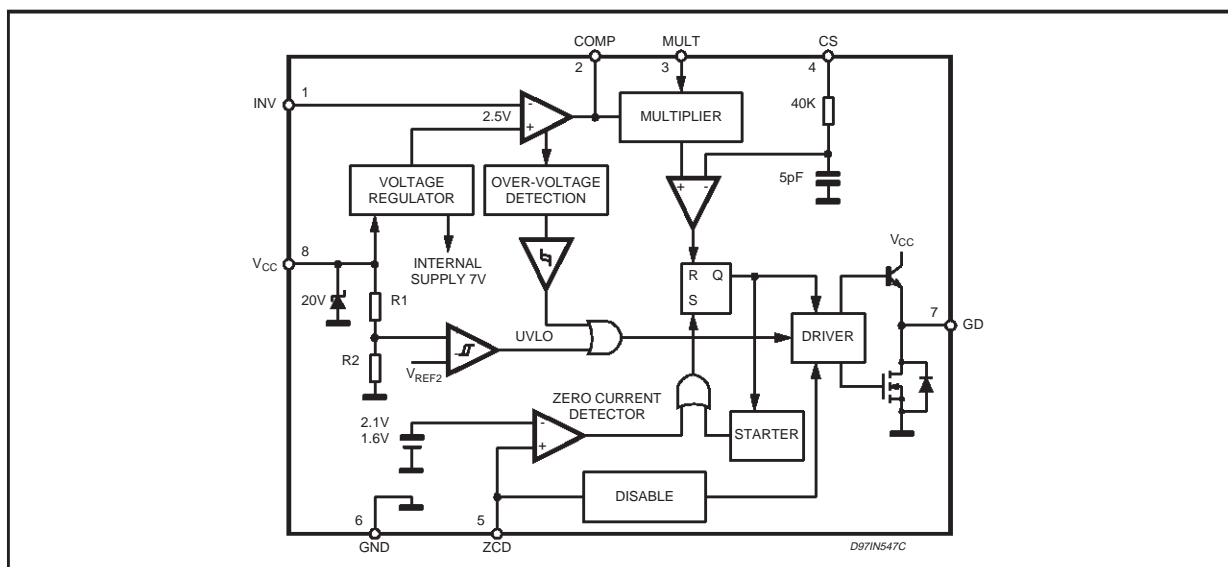 COMP MULT CS
2 3 4
1
INV
2.5V
-
+
MULTIPLIER
40K
5pF
VOLTAGE
REGULATOR
OVER-VOLTAGE
DETECTION
+ -
8
VCC
INTERNAL
SUPPLY 7V
R Q
S
VCC
20V
R1
7
GD
UVLO
DRIVER
R2
VREF2
-
ZERO CURRENT
DETECTOR
2.1V
1.6V
-
+
STARTER
DISABLE
6
GND
5
ZCD
D97IN547C